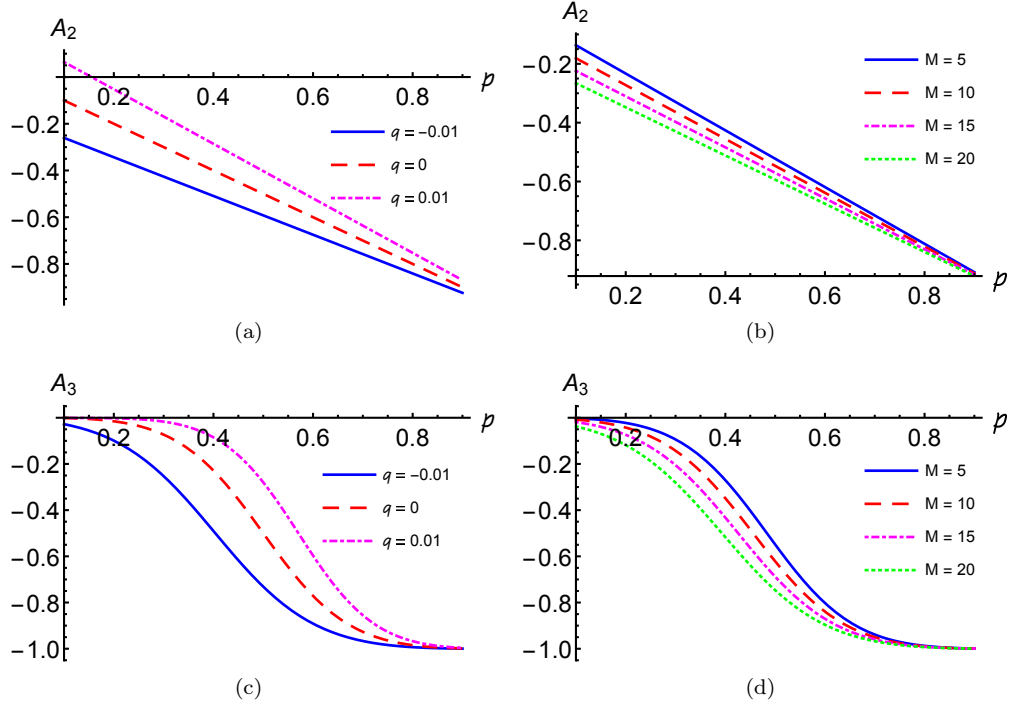 A2
p
0.2 0.4 0.6 0.8
−0.2
−0.4
−0.6
−0.8
q = −0.01
q = 0
q = 0.01
(a)
A2
p
−0.2
−0.4
−0.6
−0.8
0.2 0.4 0.6 0.8
M = 5
M = 10
M = 15
M = 20
(b)
A3
p
0.2 0.4 0.6 0.8
−0.2
−0.4
−0.6
−0.8
−1.0
q = −0.01
q = 0
q = 0.01
(c)
A3
p
0.2 0.4 0.6 0.8
−0.2
−0.4
−0.6
−0.8
−1.0
M = 5
M = 10
M = 15
M = 20
(d)